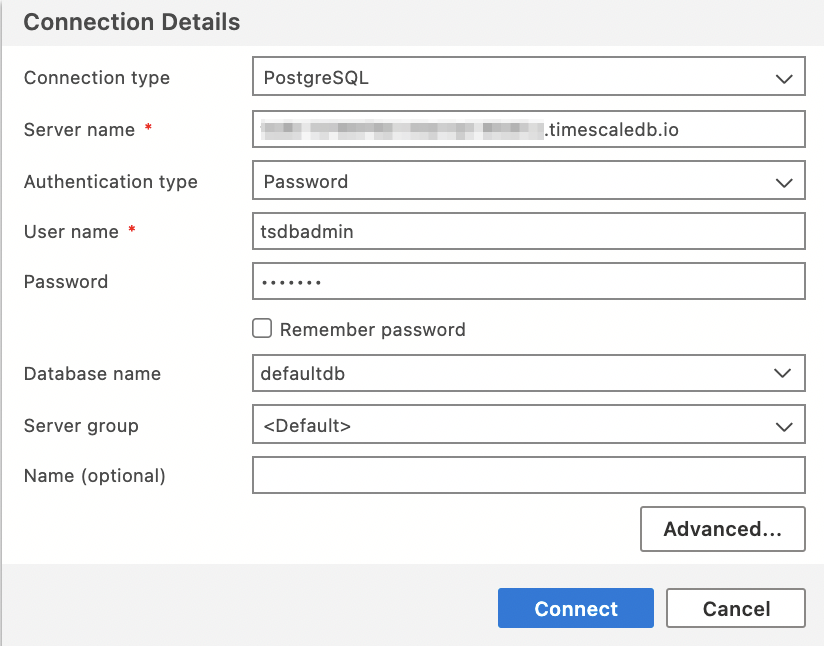 Connection Details
Connection type PostgreSQL
Server name * .timescaledb.io
Authentication type Password
User name * tsdbadmin
Password •••••••
Remember password
Database name defaultdb
Server group <Default>
Name (optional)
Advanced...
Connect Cancel